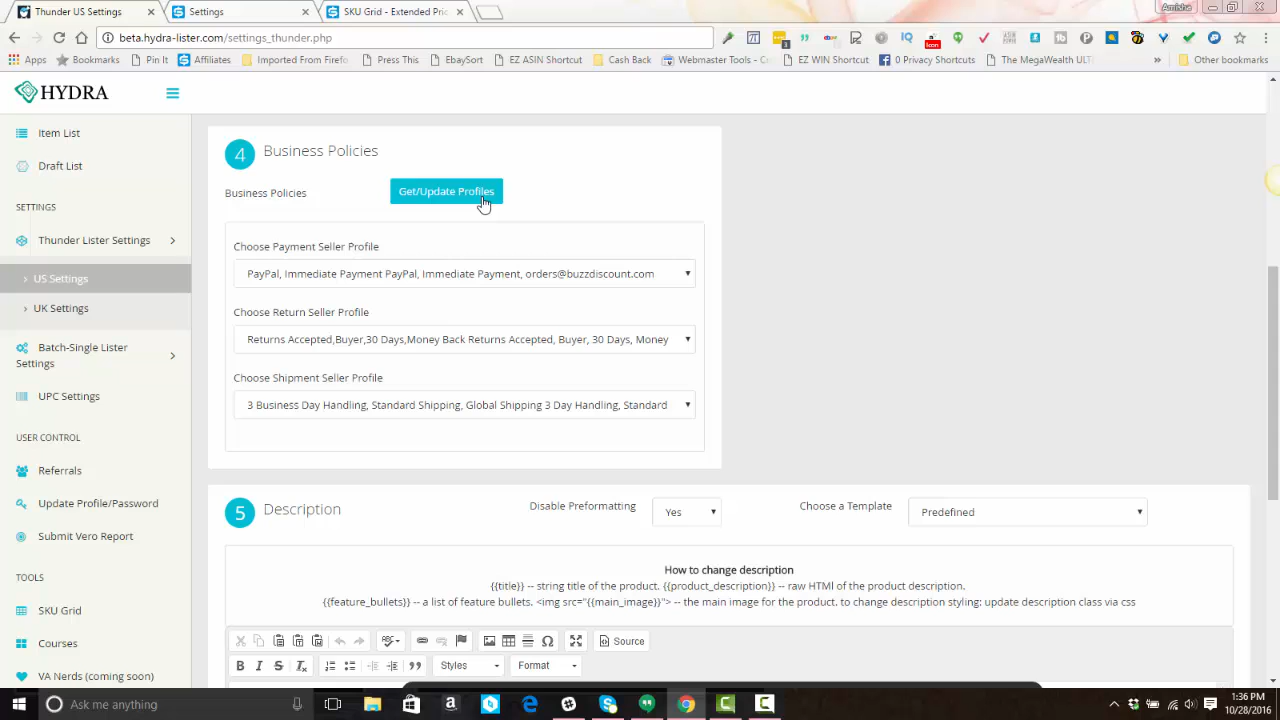 Thunder US Settings
Settings
SKU Grid - Extended Pric
Amisha
beta.hydra-lister.com/settings_thunder.php
Apps
Bookmarks
Pin It
Affiliates
Imported From Firefo
Press This
EbaySoft
EZ ASIN Shortcut
Cash Back
Webmaster Tools - C
EZ WIN Shortcut
0 Privacy Shortcuts
The MegaWealth ULTI
»
Other bookmarks
HYDRA
Item List
Draft List
SETTINGS
Thunder Lister Settings
US Settings
UK Settings
Batch-Single Lister
Settings
UPC Settings
USER CONTROL
Referrals
Update Profile/Password
Submit Vero Report
TOOLS
SKU Grid
Courses
VA Nerds (coming soon)
4 Business Policies
Business Policies
Get/Update Profiles
Choose Payment Seller Profile
PayPal, Immediate Payment PayPal, Immediate Payment, orders@buzzdiscount.com
Choose Return Seller Profile
Returns Accepted,Buyer,30 Days,Money Back Returns Accepted, Buyer, 30 Days, Money
Choose Shipment Seller Profile
3 Business Day Handling, Standard Shipping, Global Shipping 3 Day Handling, Standard
5 Description
Disable Preformatting
Yes
Choose a Template
Predefined
How to change description
{{title}} -- string title of the product. {{product_description}} -- raw HTMl of the product description.
{{feature_bullets}} -- a list of feature bullets. <img src="{{main_image}}"> -- the main image for the product. to change description styling: update description class via css
Source
B I S Tx
Styles
Format
Ask me anything
1:36 PM
10/28/2016